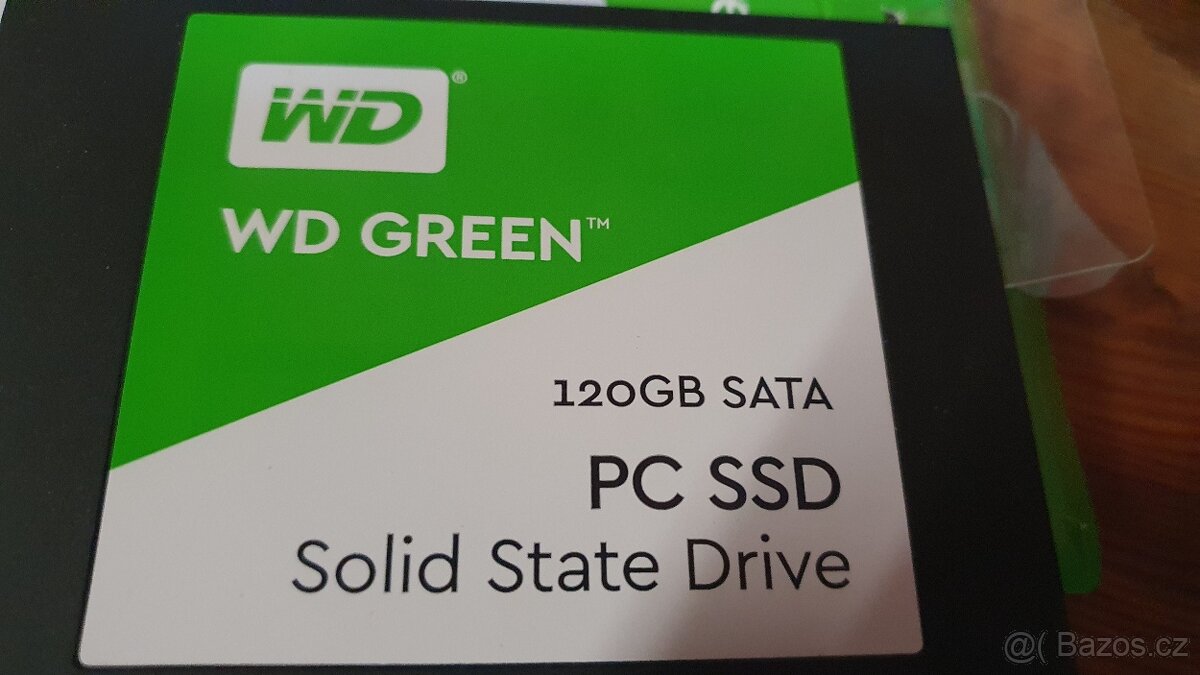 WD®
WD GREEN™
120GB SATA
PC SSD
Solid State Drive
@( Bazos.cz